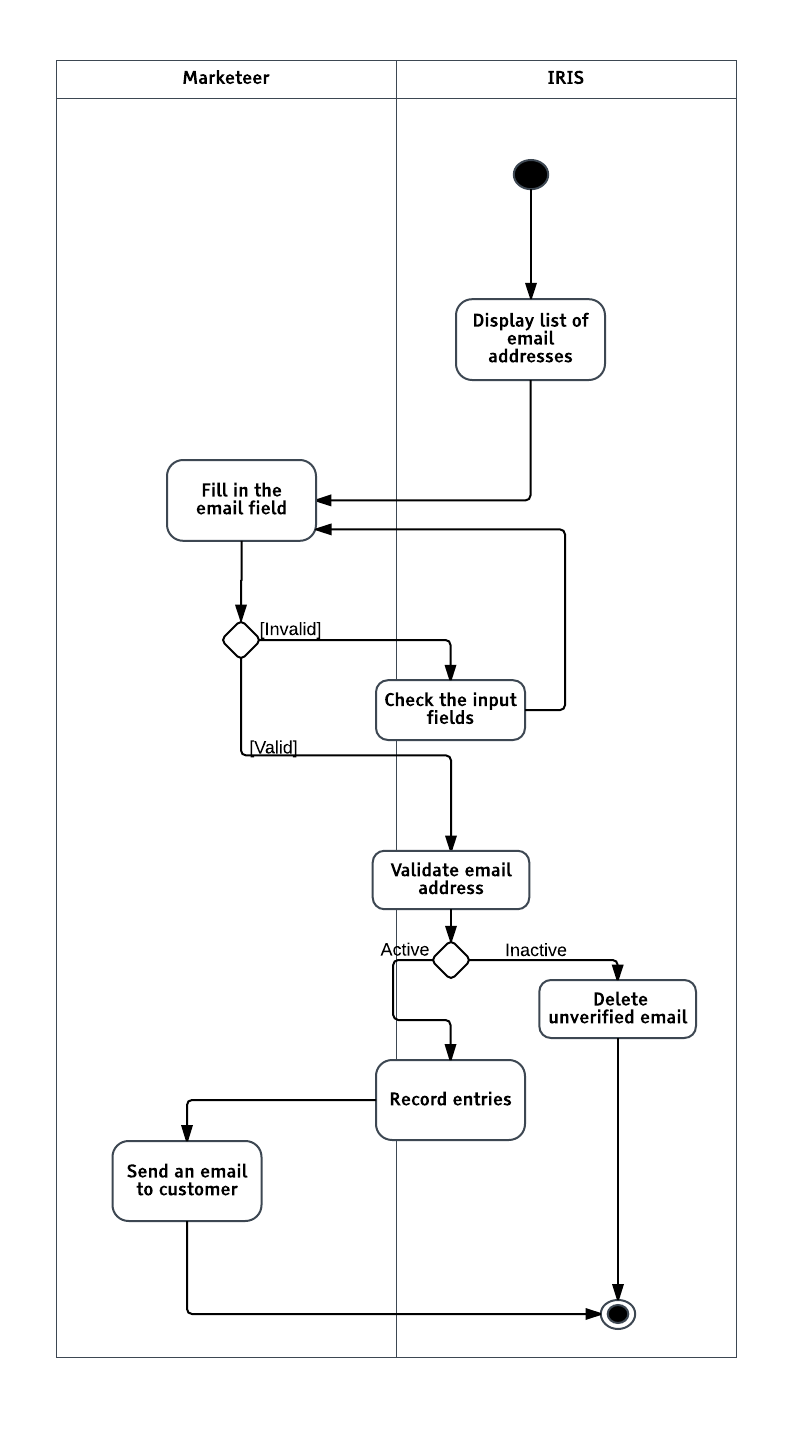 Marketeer
IRIS
Display list of
email
addresses
Fill in the
email field
[Invalid]
Check the input
fields
[Valid]
Validate email
address
Active
Inactive
Delete
unverified email
Record entries
Send an email
to customer